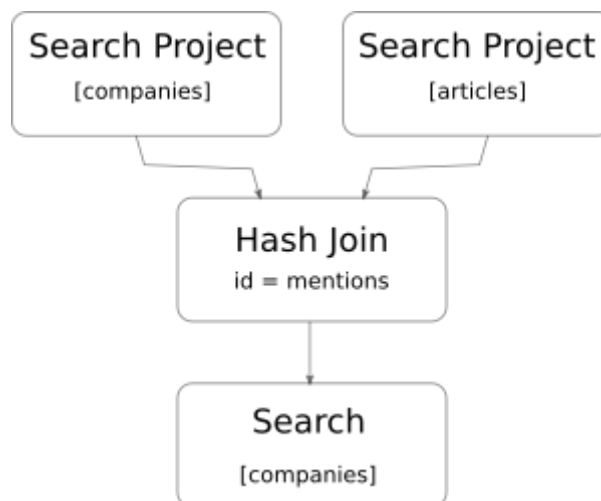 Search Project
[companies]
Search Project
[articles]
Hash Join
id = mentions
Search
[companies]